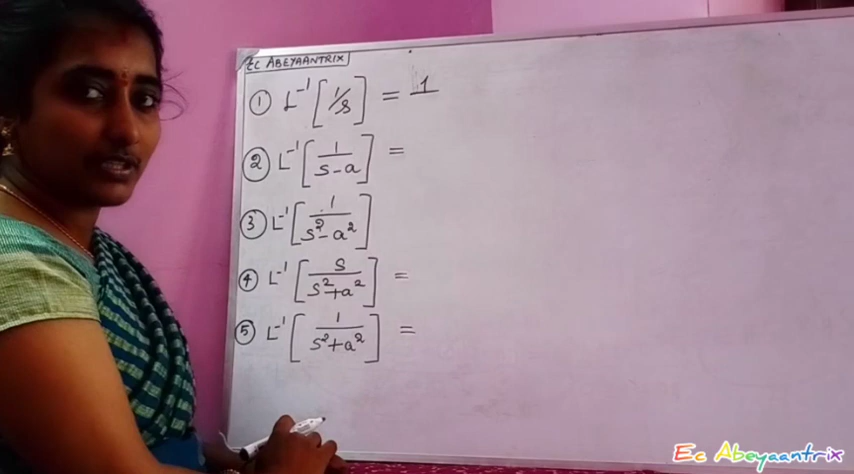 EC ABEYAANTRIX
① L⁻¹[1/s] = 1
② L⁻¹[1/(s-a)] =
③ L⁻¹[1/(s²-a²)]
④ L⁻¹[s/(s²+a²)] =
⑤ L⁻¹[1/(s²+a²)] =
Ec Abeyaantrix